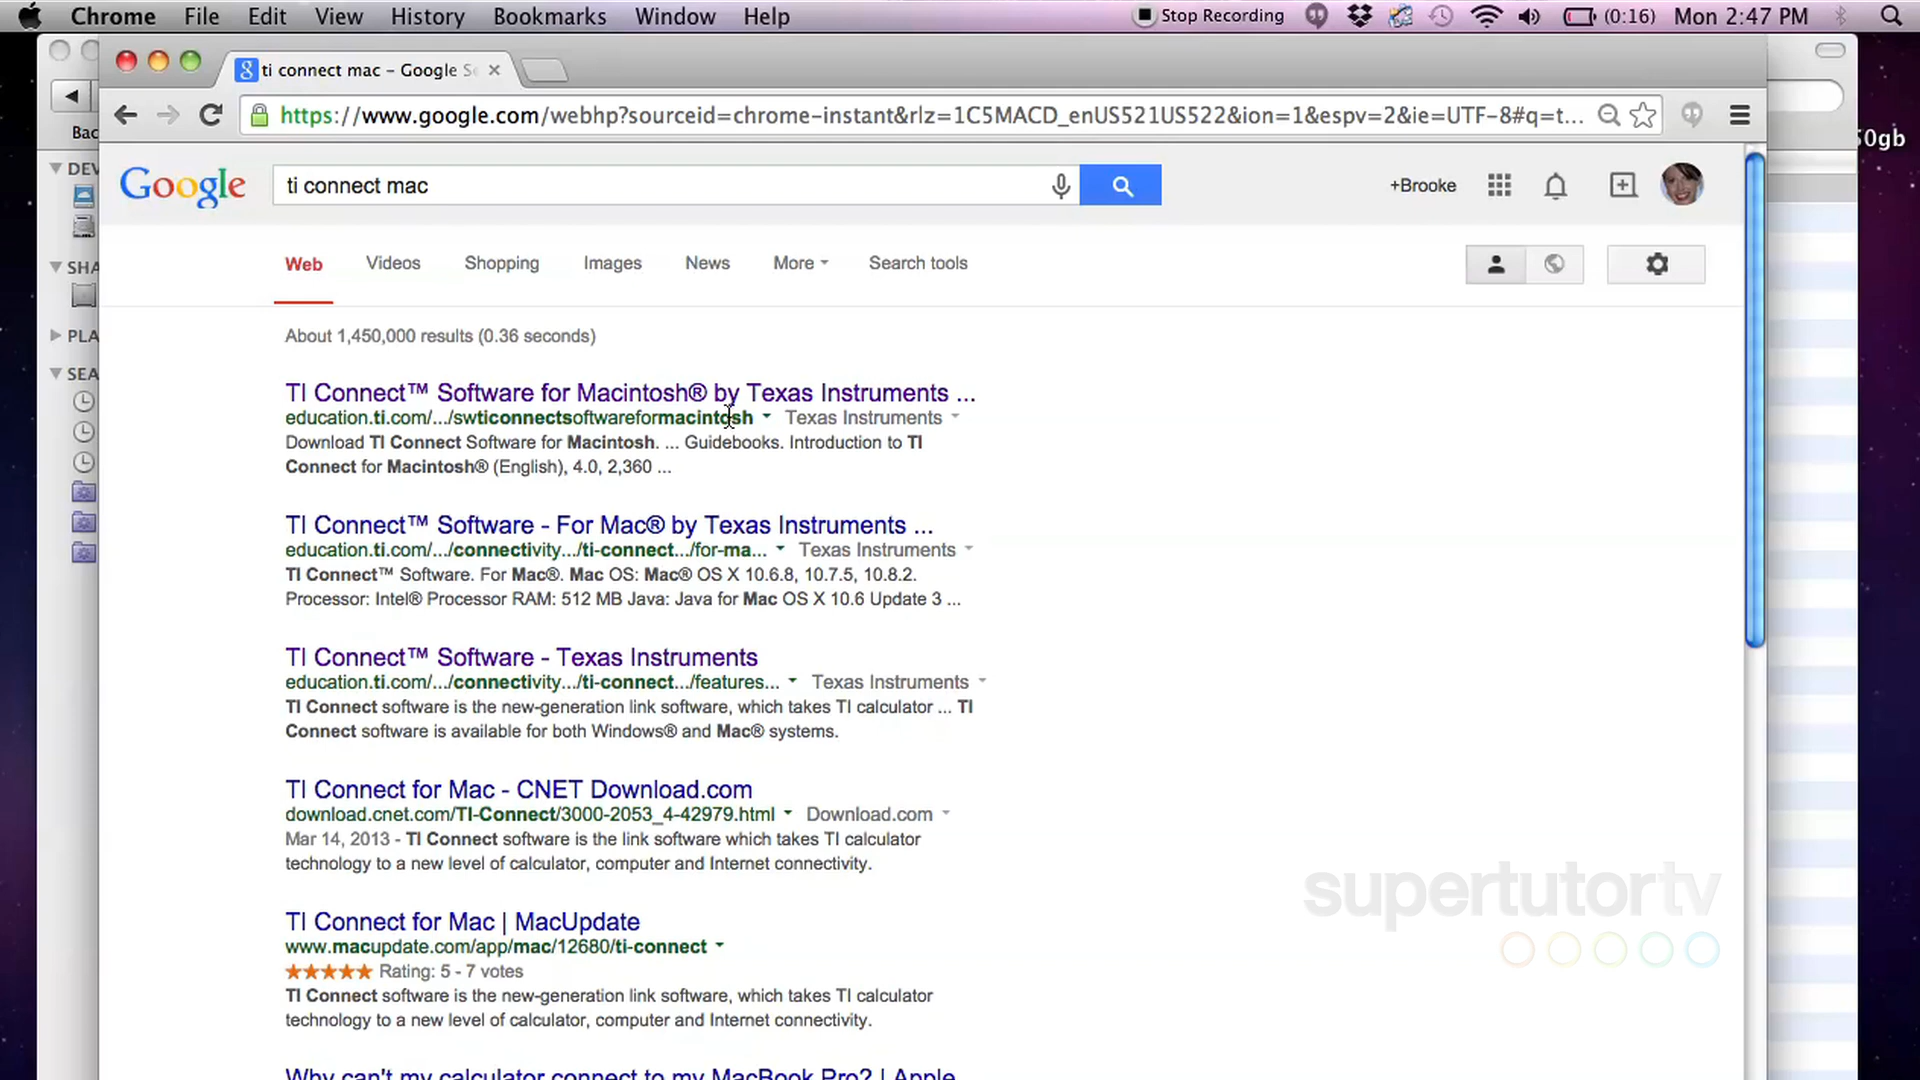 Chrome File Edit View History Bookmarks Window Help Stop Recording (0:16) Mon 2:47 PM
ti connect mac - Google Se
https://www.google.com/webhp?sourceid=chrome-instant&rlz=1C5MACD_enUS521US522&ion=1&espv=2&ie=UTF-8#q=t...
Bac
50gb
DEV
SHA
PLA
SEA
Google ti connect mac +Brooke
Web Videos Shopping Images News More Search tools
About 1,450,000 results (0.36 seconds)
TI Connect™ Software for Macintosh® by Texas Instruments ...
education.ti.com/.../swticonnectsoftwareformacintosh Texas Instruments
Download TI Connect Software for Macintosh. ... Guidebooks. Introduction to TI
Connect for Macintosh® (English), 4.0, 2,360 ...
TI Connect™ Software - For Mac® by Texas Instruments ...
education.ti.com/.../connectivity.../ti-connect.../for-ma... Texas Instruments
TI Connect™ Software. For Mac®. Mac OS: Mac® OS X 10.6.8, 10.7.5, 10.8.2.
Processor: Intel® Processor RAM: 512 MB Java: Java for Mac OS X 10.6 Update 3 ...
TI Connect™ Software - Texas Instruments
education.ti.com/.../connectivity.../ti-connect.../features... Texas Instruments
TI Connect software is the new-generation link software, which takes TI calculator ... TI
Connect software is available for both Windows® and Mac® systems.
TI Connect for Mac - CNET Download.com
download.cnet.com/TI-Connect/3000-2053_4-42979.html Download.com
Mar 14, 2013 - TI Connect software is the link software which takes TI calculator
technology to a new level of calculator, computer and Internet connectivity.
TI Connect for Mac | MacUpdate
www.macupdate.com/app/mac/12680/ti-connect
Rating: 5 - 7 votes
TI Connect software is the new-generation link software, which takes TI calculator
technology to a new level of calculator, computer and Internet connectivity.
Why can't my calculator connect to my MacBook Pro? | Apple
supertutortv